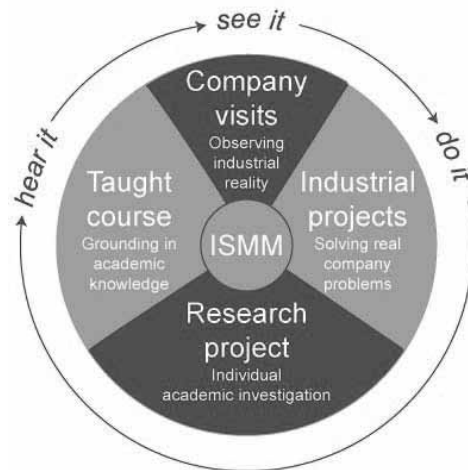 see it
hear it
do it
Company
visits
Observing
industrial
reality
Taught
course
Grounding in
academic
knowledge
ISMM
Industrial
projects
Solving real
company
problems
Research
project
Individual
academic investigation